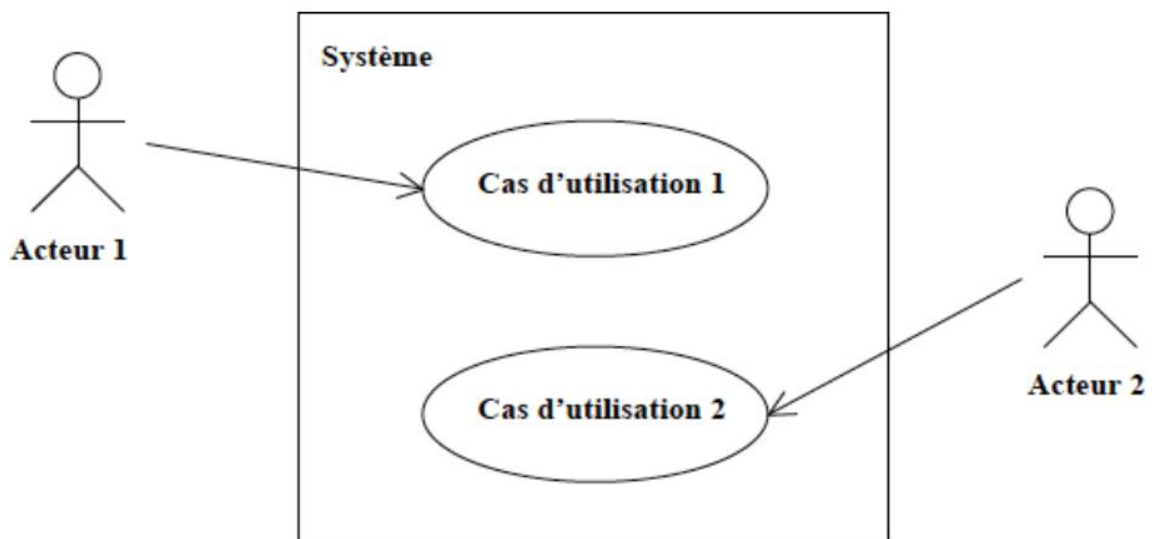 Système
Cas d’utilisation 1
Acteur 1
Cas d’utilisation 2
Acteur 2